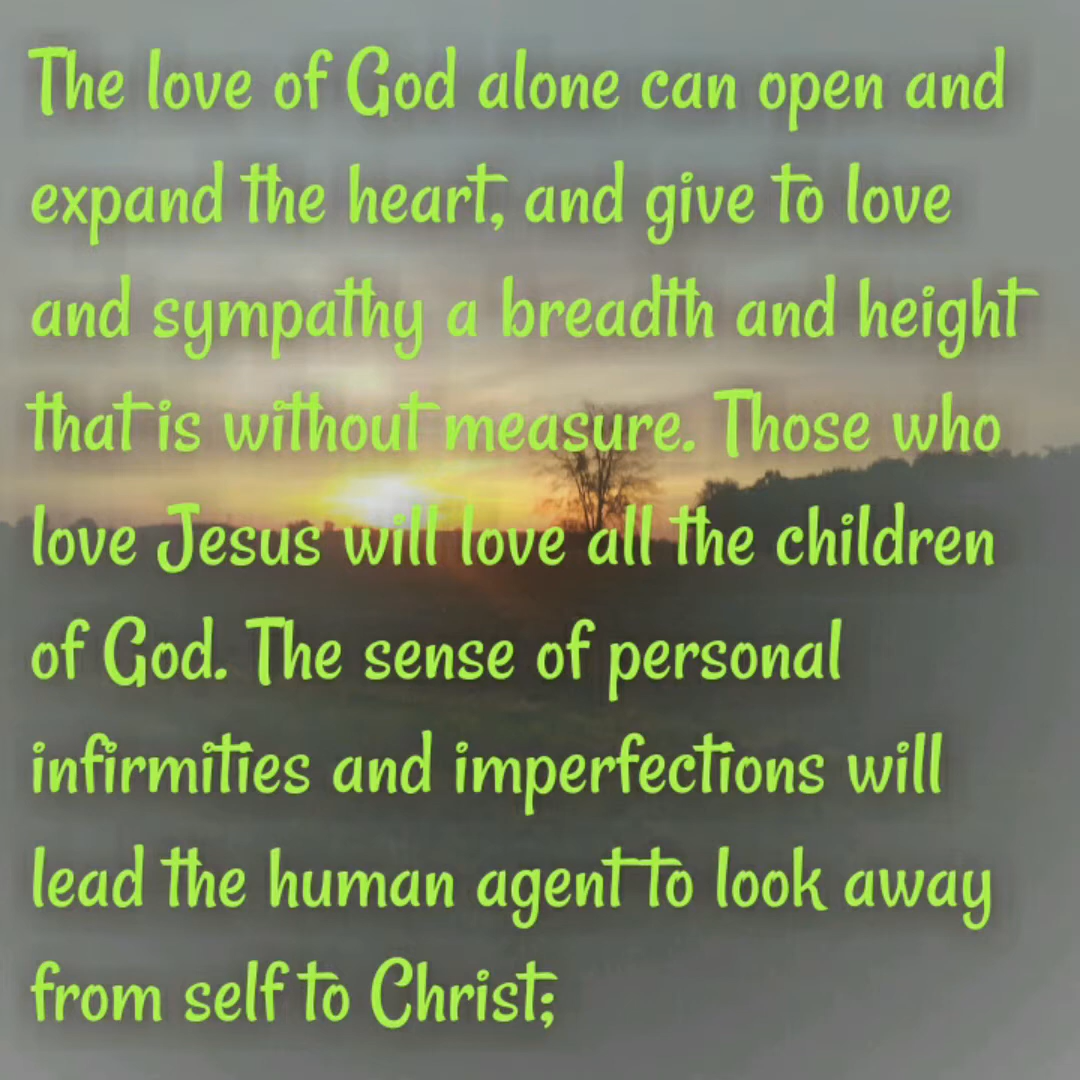 The love of God alone can open and
expand the heart, and give to love
and sympathy a breadth and height
that is without measure. Those who
love Jesus will love all the children
of God. The sense of personal
infirmities and imperfections will
lead the human agent to look away
from self to Christ;